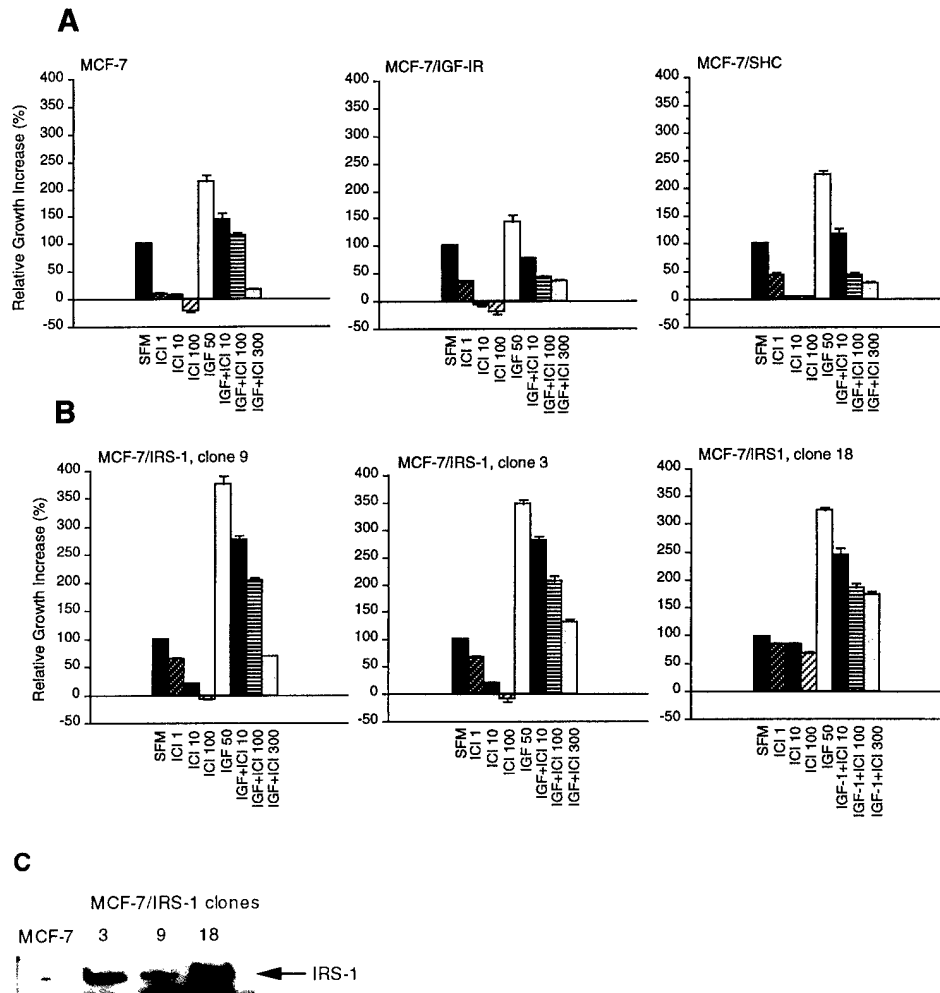 A
MCF-7
MCF-7/IGF-IR
MCF-7/SHC
Relative Growth Increase (%)
400
350
300
250
200
150
100
50
0
-50
400
350
300
250
200
150
100
50
0
-50
400
350
300
250
200
150
100
50
0
-50
SFM
ICI 1
ICI 10
ICI 100
IGF 50
IGF+ICI 10
IGF+ICI 100
IGF+ICI 300
SFM
ICI 1
ICI 10
ICI 100
IGF 50
IGF+ICI 10
IGF+ICI 100
IGF+ICI 300
SFM
ICI 1
ICI 10
ICI 100
IGF 50
IGF+ICI 10
IGF+ICI 100
IGF+ICI 300
B
MCF-7/IRS-1, clone 9
MCF-7/IRS-1, clone 3
MCF-7/IRS1, clone 18
Relative Growth Increase (%)
400
350
300
250
200
150
100
50
0
-50
400
350
300
250
200
150
100
50
0
-50
400
350
300
250
200
150
100
50
0
-50
SFM
ICI 1
ICI 10
ICI 100
IGF 50
IGF+ICI 10
IGF+ICI 100
IGF+ICI 300
SFM
ICI 1
ICI 10
ICI 100
IGF 50
IGF+ICI 10
IGF+ICI 100
IGF+ICI 300
SFM
ICI 1
ICI 10
ICI 100
IGF 50
IGF-1+ICI 10
IGF-1+ICI 100
IGF-1+ICI 300
C
MCF-7/IRS-1 clones
MCF-7 3 9 18
IRS-1